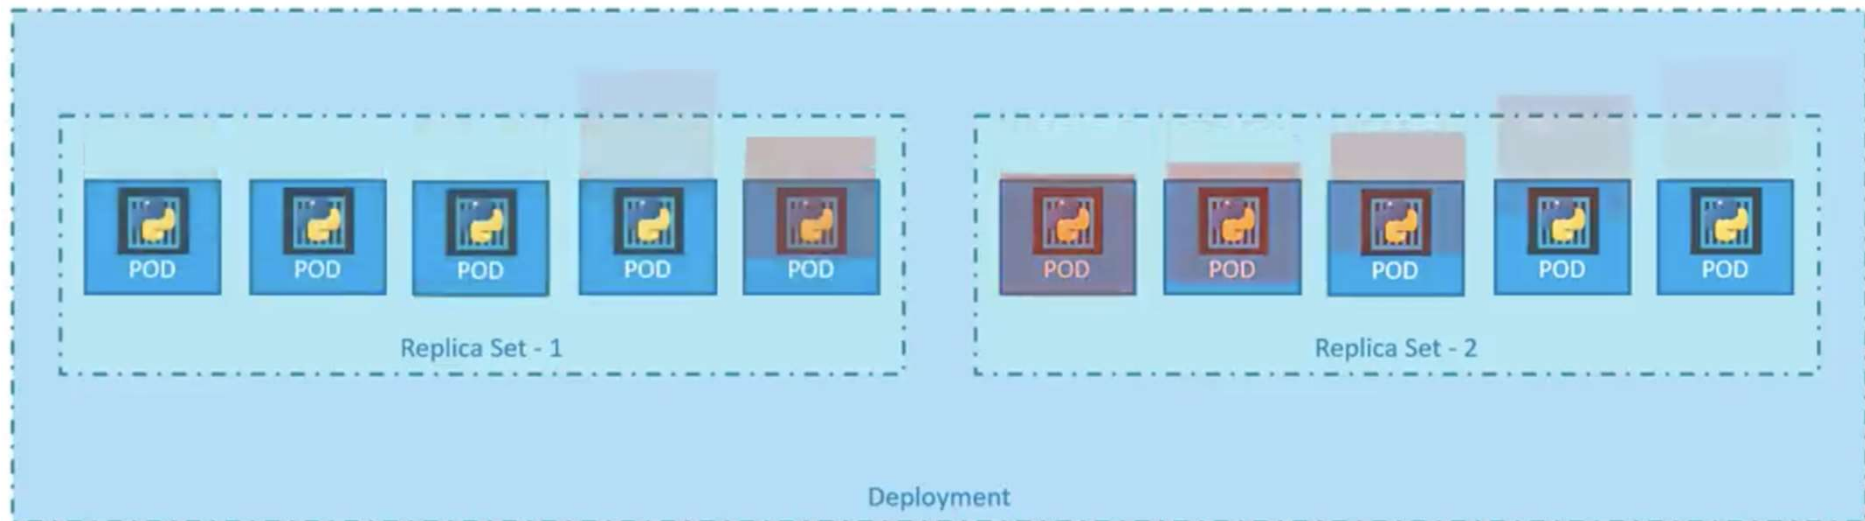 POD POD POD POD POD
Replica Set - 1
POD POD POD POD POD
Replica Set - 2
Deployment